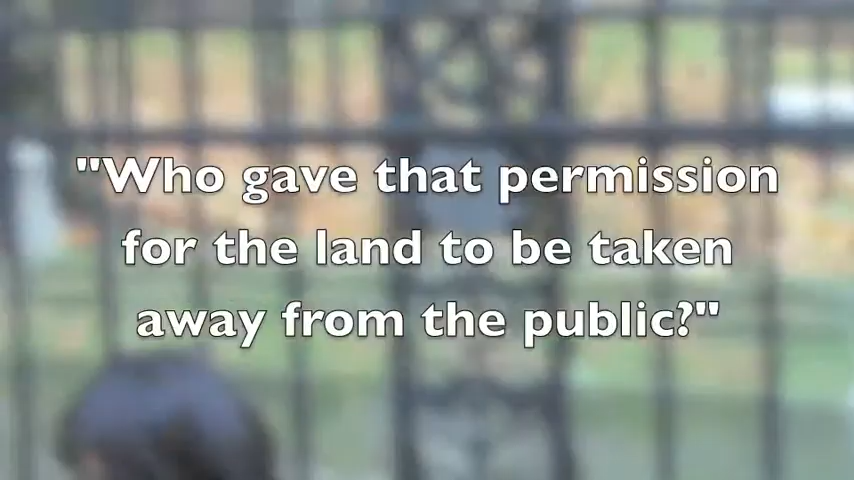 "Who gave that permission
for the land to be taken
away from the public?"